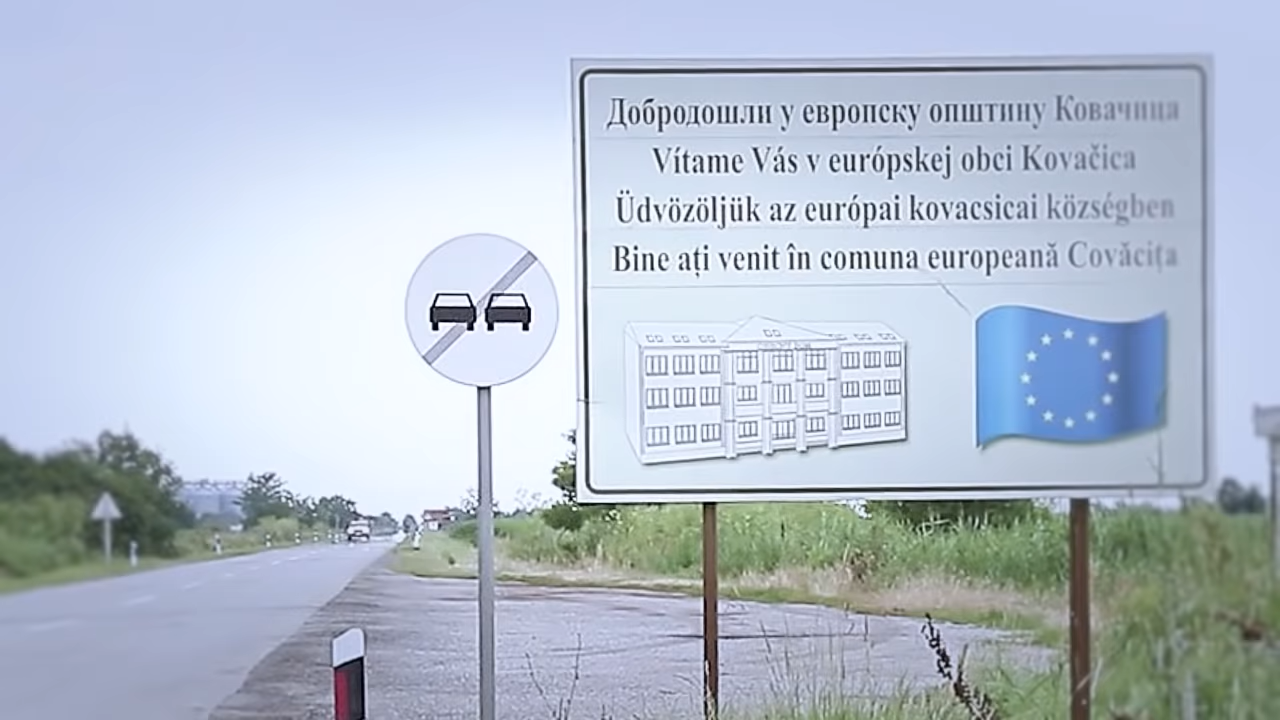 Добродошли у европску општину Ковачица
Vítame Vás v európskej obci Kovačica
Üdvözöljük az európai kovacsicai községben
Bine ați venit în comuna europeană Covăcița